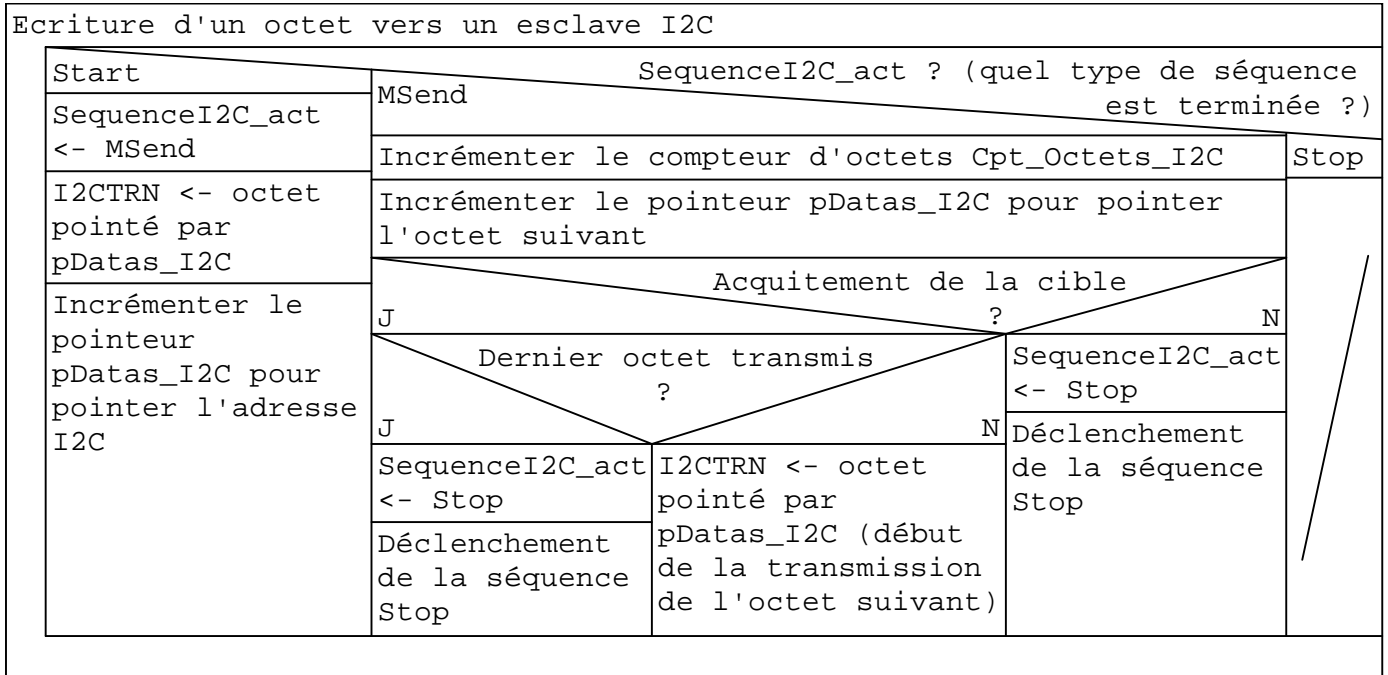 Ecriture d'un octet vers un esclave I2C
SequenceI2C_act ? (quel type de séquence
est terminée ?)
Start
SequenceI2C_act
<- MSend
I2CTRN <- octet
pointé par
pDatas_I2C
Incrémenter le
pointeur
pDatas_I2C pour
pointer l'adresse
I2C
MSend
Incrémenter le compteur d'octets Cpt_Octets_I2C
Incrémenter le pointeur pDatas_I2C pour pointer
l'octet suivant
Acquitement de la cible
?
J
N
Dernier octet transmis
?
J
N
SequenceI2C_act
<- Stop
Déclenchement
de la séquence
Stop
I2CTRN <- octet
pointé par
pDatas_I2C (début
de la transmission
de l'octet suivant)
SequenceI2C_act
<- Stop
Déclenchement
de la séquence
Stop
Stop